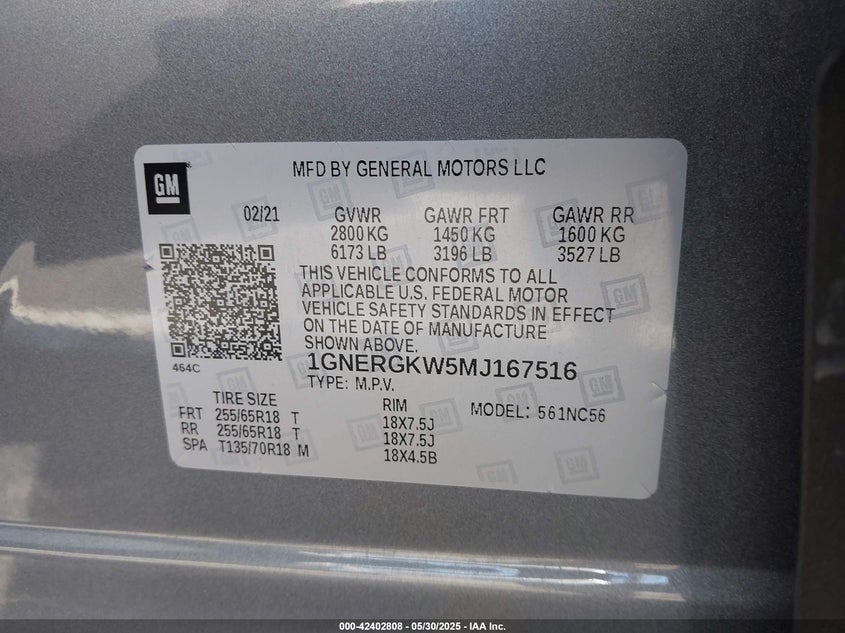 GM
MFD BY GENERAL MOTORS LLC
02/21 GVWR GAWR FRT GAWR RR
2800 KG 1450 KG 1600 KG
6173 LB 3196 LB 3527 LB
THIS VEHICLE CONFORMS TO ALL
APPLICABLE U.S. FEDERAL MOTOR
VEHICLE SAFETY STANDARDS IN EFFECT
ON THE DATE OF MANUFACTURE
SHOWN ABOVE.
464C
1GNERGKW5MJ167516
TYPE: M.P.V.
TIRE SIZE RIM MODEL: 561NC56
FRT 255/65R18 T 18X7.5J
RR 255/65R18 T 18X7.5J
SPA T135/70R18 M 18X4.5B
000-42402808 - 05/30/2025 - IAA Inc.